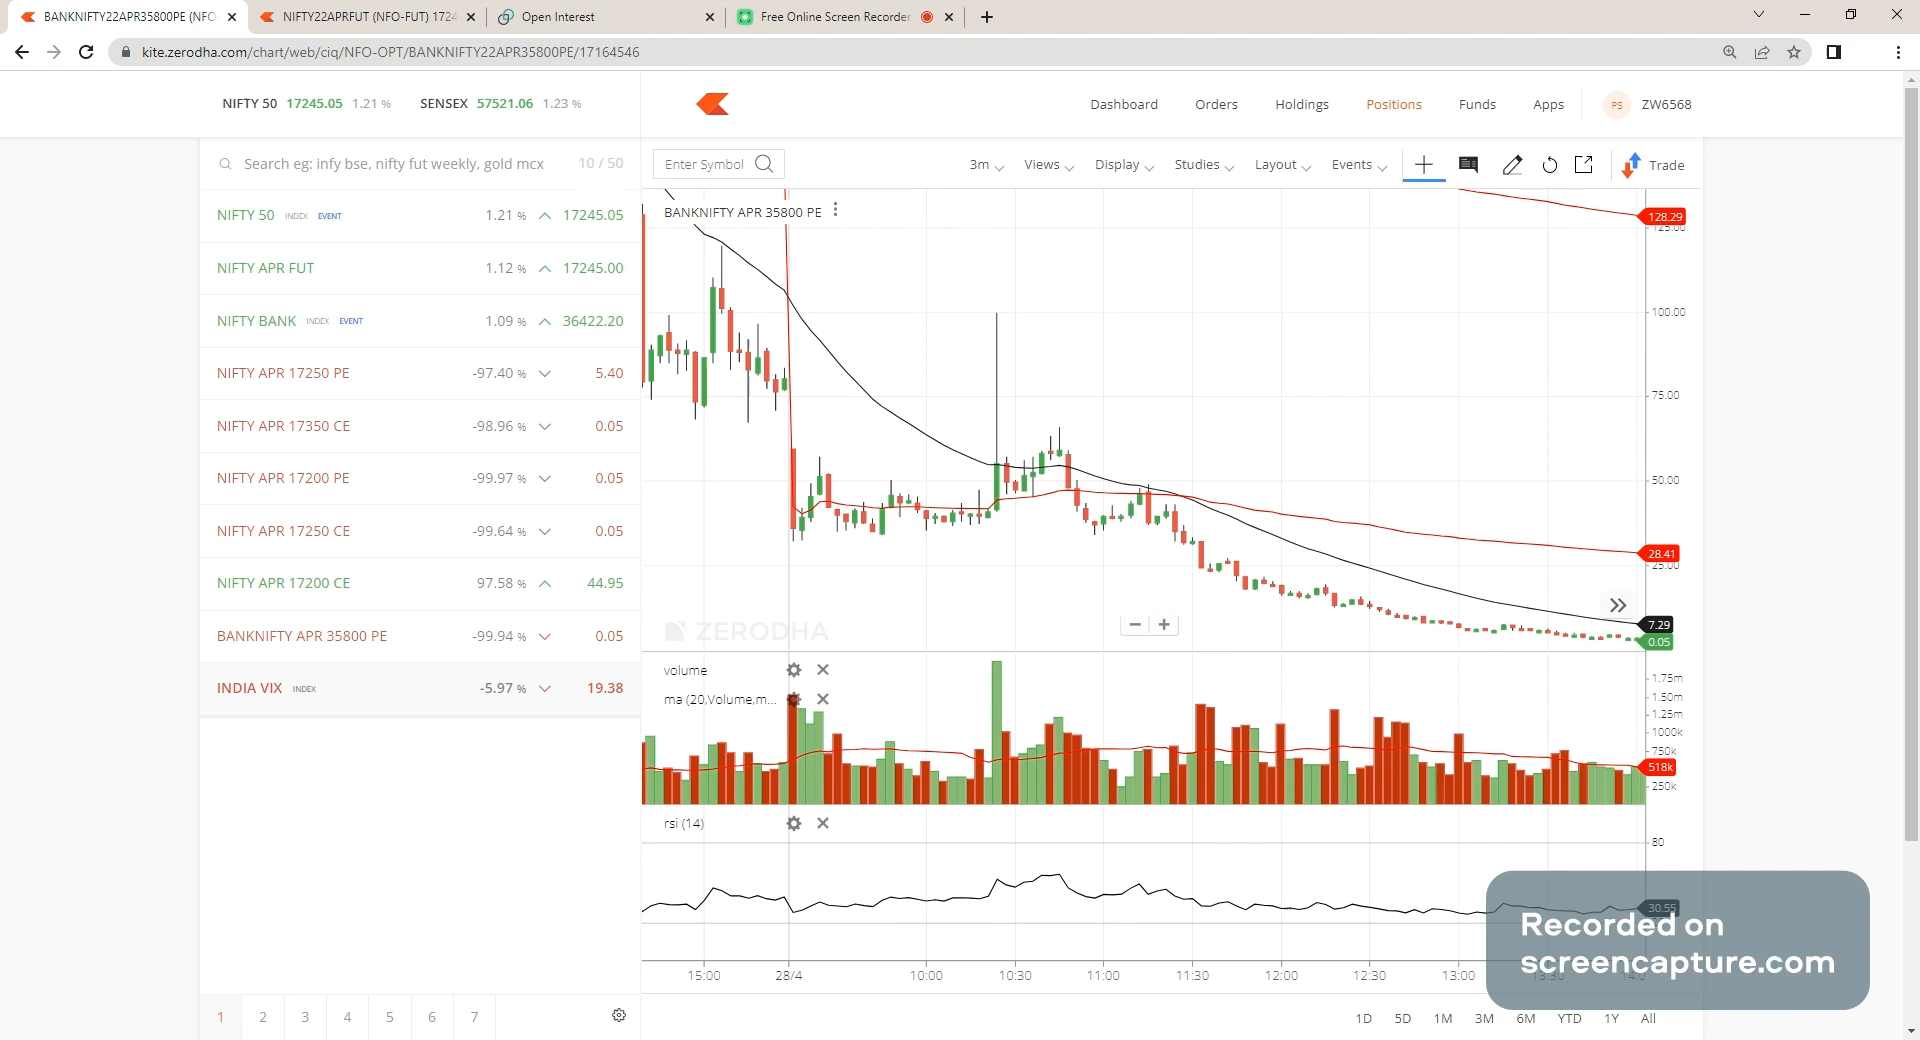 BANKNIFTY22APR35800PE (NFO
NIFTY22APRFUT (NFO-FUT) 1724
Open Interest
Free Online Screen Recorder
kite.zerodha.com/chart/web/ciq/NFO-OPT/BANKNIFTY22APR35800PE/17164546
NIFTY 50 17245.05 1.21 %
SENSEX 57521.06 1.23 %
Dashboard
Orders
Holdings
Positions
Funds
Apps
PS
ZW6568
Search eg: infy bse, nifty fut weekly, gold mcx
10 / 50
Enter Symbol
3m
Views
Display
Studies
Layout
Events
Trade
NIFTY 50 INDEX EVENT 1.21 % 17245.05
NIFTY APR FUT 1.12 % 17245.00
NIFTY BANK INDEX EVENT 1.09 % 36422.20
NIFTY APR 17250 PE -97.40 % 5.40
NIFTY APR 17350 CE -98.96 % 0.05
NIFTY APR 17200 PE -99.97 % 0.05
NIFTY APR 17250 CE -99.64 % 0.05
NIFTY APR 17200 CE 97.58 % 44.95
BANKNIFTY APR 35800 PE -99.94 % 0.05
INDIA VIX INDEX -5.97 % 19.38
1 2 3 4 5 6 7
BANKNIFTY APR 35800 PE
128.29
125.00
100.00
75.00
50.00
28.41
25.00
7.29
0.05
ZERODHA
volume
ma (20,Volume,m...
1.75m
1.50m
1.25m
1000k
750k
518k
250k
rsi (14)
80
30.55
15:00 28/4 10:00 10:30 11:00 11:30 12:00 12:30 13:00 13:30
Recorded on
screencapture.com
1D 5D 1M 3M 6M YTD 1Y All